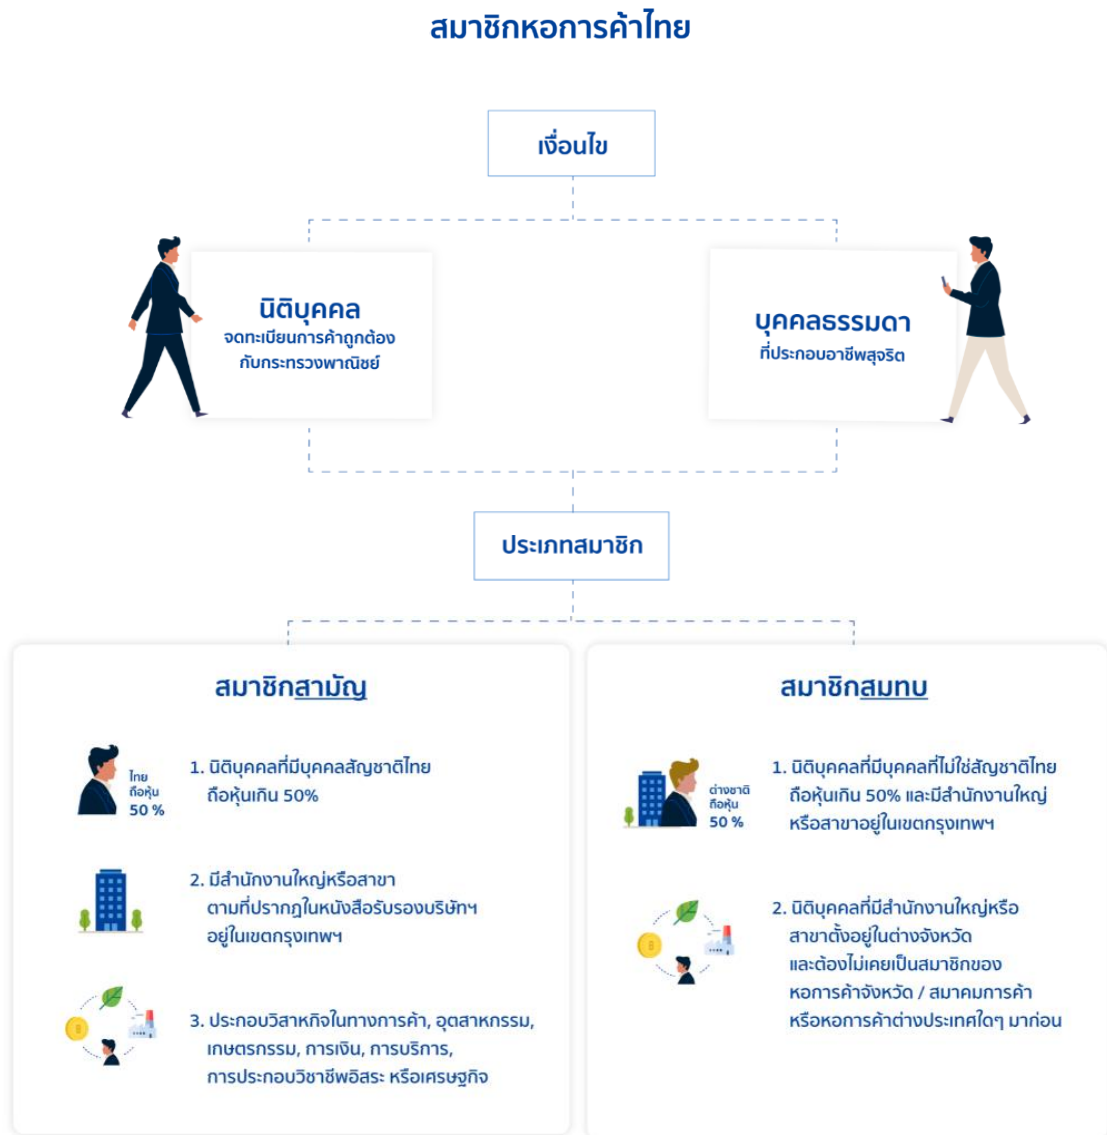 สมาชิกหอการค้าไทย
เงื่อนไข
นิติบุคคล
จดทะเบียนการค้าถูกต้อง
กับกระทรวงพาณิชย์
บุคคลธรรมดา
ที่ประกอบอาชีพสุจริต
ประเภทสมาชิก
สมาชิกสามัญ
ไทย
ถือหุ้น
50 %
1. นิติบุคคลที่มีบุคคลสัญชาติไทย
ถือหุ้นเกิน 50%
2. มีสำนักงานใหญ่หรือสาขา
ตามที่ปรากฏในหนังสือรับรองบริษัทฯ
อยู่ในเขตกรุงเทพฯ
3. ประกอบวิสาหกิจในทางการค้า, อุตสาหกรรม,
เกษตรกรรม, การเงิน, การบริการ,
การประกอบวิชาชีพอิสระ หรือเศรษฐกิจ
สมาชิกสมทบ
ต่างชาติ
ถือหุ้น
50 %
1. นิติบุคคลที่มีบุคคลที่ไม่ใช่สัญชาติไทย
ถือหุ้นเกิน 50% และมีสำนักงานใหญ่
หรือสาขาอยู่ในเขตกรุงเทพฯ
2. นิติบุคคลที่มีสำนักงานใหญ่หรือ
สาขาตั้งอยู่ในต่างจังหวัด
และต้องไม่เคยเป็นสมาชิกของ
หอการค้าจังหวัด / สมาคมการค้า
หรือหอการค้าต่างประเทศใดๆ มาก่อน